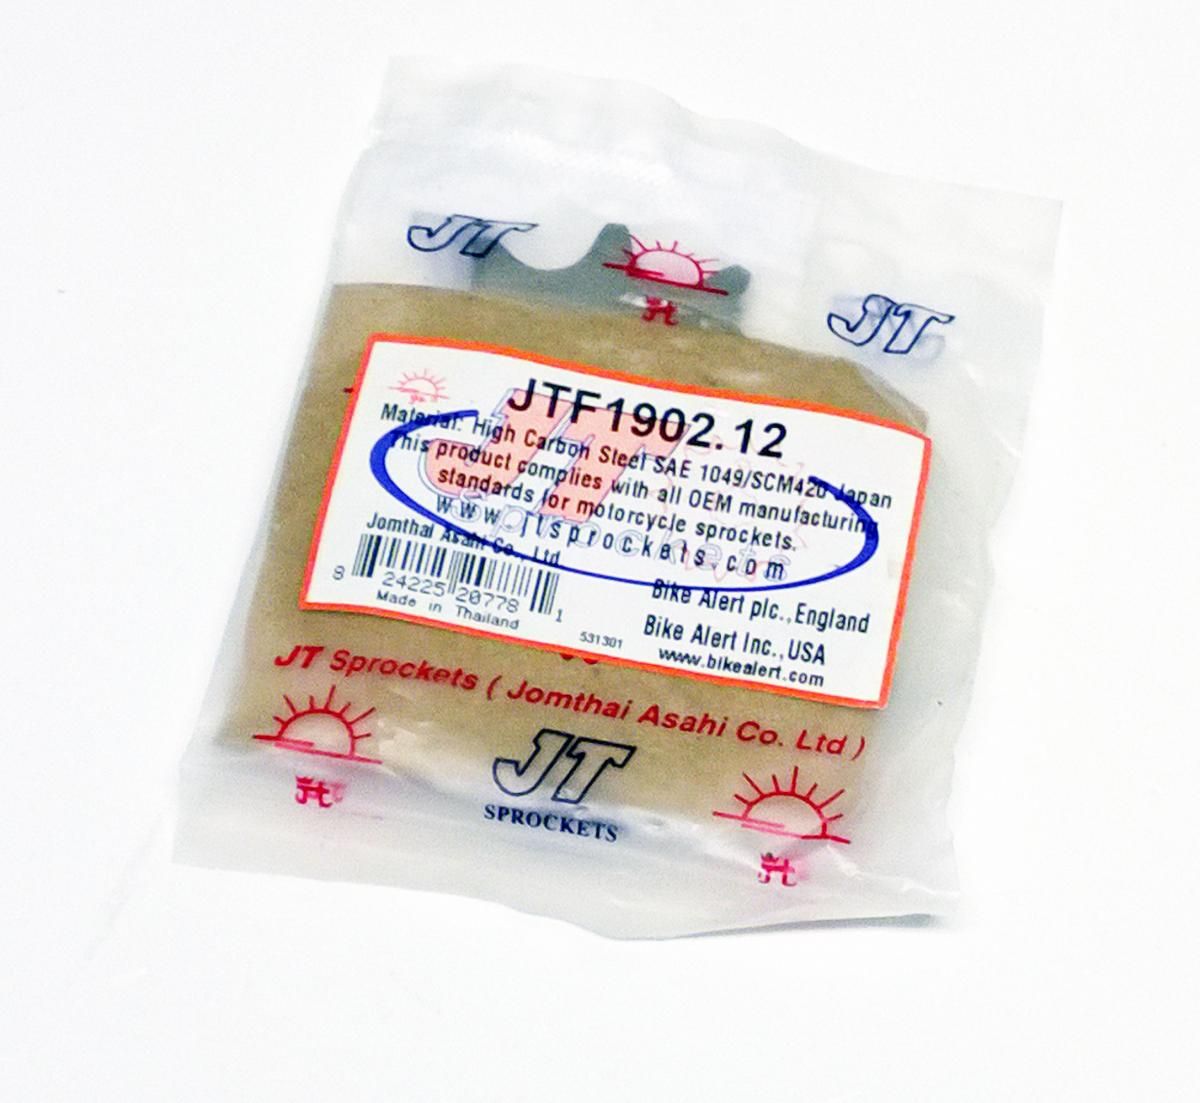 JT
JT
JTF1902.12
Material: High Carbon Steel SAE 1049/SCM420 Japan
This product complies with all OEM manufacturing
standards for motorcycle sprockets.
www.jtsprockets.com
JT
Sprockets
Jomthai Asahi Co., Ltd
8 24225 20778 1
Made in Thailand
531301
Bike Alert plc., England
Bike Alert Inc., USA
www.bikealert.com
JT Sprockets ( Jomthai Asahi Co. Ltd )
JT
SPROCKETS